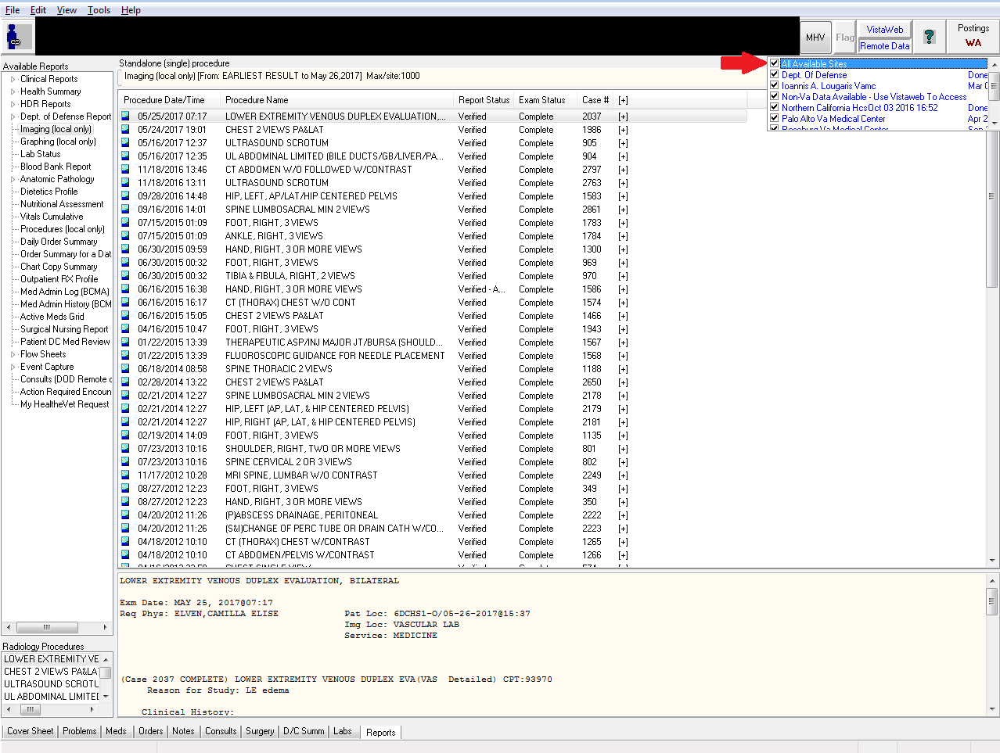 File Edit View Tools Help
MHV Flag VistaWeb Remote Data ? Postings WA
Available Reports
Clinical Reports
Health Summary
HDR Reports
Dept. of Defense Report
Imaging (local only)
Graphing (local only)
Lab Status
Blood Bank Report
Anatomic Pathology
Dietetics Profile
Nutritional Assessment
Vitals Cumulative
Procedures (local only)
Daily Order Summary
Order Summary for a Dat
Chart Copy Summary
Outpatient RX Profile
Med Admin Log (BCMA)
Med Admin History (BCM
Active Meds Grid
Surgical Nursing Report
Patient DC Med Review
Flow Sheets
Event Capture
Consults (DOD Remote
Action Required Encoun
My HealtheVet Request
Radiology Procedures
LOWER EXTREMITY VE
CHEST 2 VIEWS PA&LA
ULTRASOUND SCROTU
UL ABDOMINAL LIMITE
Standalone (single) procedure
Imaging (local only) [From: EARLIEST RESULT to May 26,2017] Max/site:1000
All Available Sites
Dept. Of Defense Done
Ioannis A. Lougaris Vamc Mar
Non-Va Data Available - Use Vistaweb To Access
Northern California Hcs Oct 03 2016 16:52 Done
Palo Alto Va Medical Center Apr 2
Roseburg Va Medical Center
Procedure Date/Time Procedure Name Report Status Exam Status Case # [+]
05/25/2017 07:17 LOWER EXTREMITY VENOUS DUPLEX EVALUATION,... Verified Complete 2037 [+]
05/24/2017 19:01 CHEST 2 VIEWS PA&LAT Verified Complete 1986 [+]
05/16/2017 12:37 ULTRASOUND SCROTUM Verified Complete 905 [+]
05/16/2017 12:35 UL ABDOMINAL LIMITED (BILE DUCTS/GB/LIVER/PA... Verified Complete 904 [+]
11/18/2016 13:46 CT ABDOMEN W/O FOLLOWED W/CONTRAST Verified Complete 2797 [+]
11/18/2016 13:11 ULTRASOUND SCROTUM Verified Complete 2763 [+]
09/28/2016 14:48 HIP, LEFT, AP/LAT/HIP CENTERED PELVIS Verified Complete 1583 [+]
09/16/2016 14:01 SPINE LUMBOSACRAL MIN 2 VIEWS Verified Complete 2861 [+]
07/15/2015 01:09 FOOT, RIGHT, 3 VIEWS Verified Complete 1783 [+]
07/15/2015 01:09 ANKLE, RIGHT, 3 VIEWS Verified Complete 1784 [+]
06/30/2015 09:59 HAND, RIGHT, 3 OR MORE VIEWS Verified Complete 1300 [+]
06/30/2015 00:32 FOOT, RIGHT, 3 VIEWS Verified Complete 969 [+]
06/30/2015 00:32 TIBIA & FIBULA, RIGHT, 2 VIEWS Verified Complete 970 [+]
06/16/2015 16:38 HAND, RIGHT, 3 OR MORE VIEWS Verified - A... Complete 1586 [+]
06/16/2015 16:17 CT (THORAX) CHEST W/O CONT Verified Complete 1574 [+]
06/16/2015 15:05 CHEST 2 VIEWS PA&LAT Verified Complete 1466 [+]
04/16/2015 10:47 FOOT, RIGHT, 3 VIEWS Verified Complete 1943 [+]
01/22/2015 13:39 THERAPEUTIC ASP/INJ MAJOR JT/BURSA (SHOULD... Verified Complete 1567 [+]
01/22/2015 13:39 FLUOROSCOPIC GUIDANCE FOR NEEDLE PLACEMENT Verified Complete 1568 [+]
06/18/2014 08:58 SPINE THORACIC 2 VIEWS Verified Complete 1188 [+]
02/28/2014 13:22 CHEST 2 VIEWS PA&LAT Verified Complete 2650 [+]
02/21/2014 12:27 SPINE LUMBOSACRAL MIN 2 VIEWS Verified Complete 2178 [+]
02/21/2014 12:27 HIP, LEFT (AP, LAT, & HIP CENTERED PELVIS) Verified Complete 2179 [+]
02/21/2014 12:27 HIP, RIGHT (AP, LAT, & HIP CENTERED PELVIS) Verified Complete 2181 [+]
02/19/2014 14:09 FOOT, RIGHT, 3 VIEWS Verified Complete 1135 [+]
07/23/2013 10:16 SHOULDER, RIGHT, TWO OR MORE VIEWS Verified Complete 801 [+]
07/23/2013 10:16 SPINE CERVICAL 2 OR 3 VIEWS Verified Complete 802 [+]
11/17/2012 10:28 MRI SPINE, LUMBAR W/O CONTRAST Verified Complete 2249 [+]
08/27/2012 12:23 FOOT, RIGHT, 3 VIEWS Verified Complete 349 [+]
08/27/2012 12:23 HAND, RIGHT, 3 OR MORE VIEWS Verified Complete 350 [+]
04/20/2012 11:26 (P)ABSCESS DRAINAGE, PERITONEAL Verified Complete 2222 [+]
04/20/2012 11:26 (S&I)CHANGE OF PERC TUBE OR DRAIN CATH W/CO... Verified Complete 2223 [+]
04/18/2012 10:10 CT (THORAX) CHEST W/CONTRAST Verified Complete 1265 [+]
04/18/2012 10:10 CT ABDOMEN/PELVIS W/CONTRAST Verified Complete 1266 [+]
CHEST SINGLE VIEW Verified Complete 574 [+]
LOWER EXTREMITY VENOUS DUPLEX EVALUATION, BILATERAL
Exm Date: MAY 25, 2017@07:17
Req Phys: ELVEN,CAMILLA ELISE Pat Loc: 6DCHS1-O/05-26-2017@15:37
Img Loc: VASCULAR LAB
Service: MEDICINE
(Case 2037 COMPLETE) LOWER EXTREMITY VENOUS DUPLEX EVA(VAS Detailed) CPT:93970
Reason for Study: LE edema
Clinical History:
Cover Sheet Problems Meds Orders Notes Consults Surgery D/C Summ Labs Reports